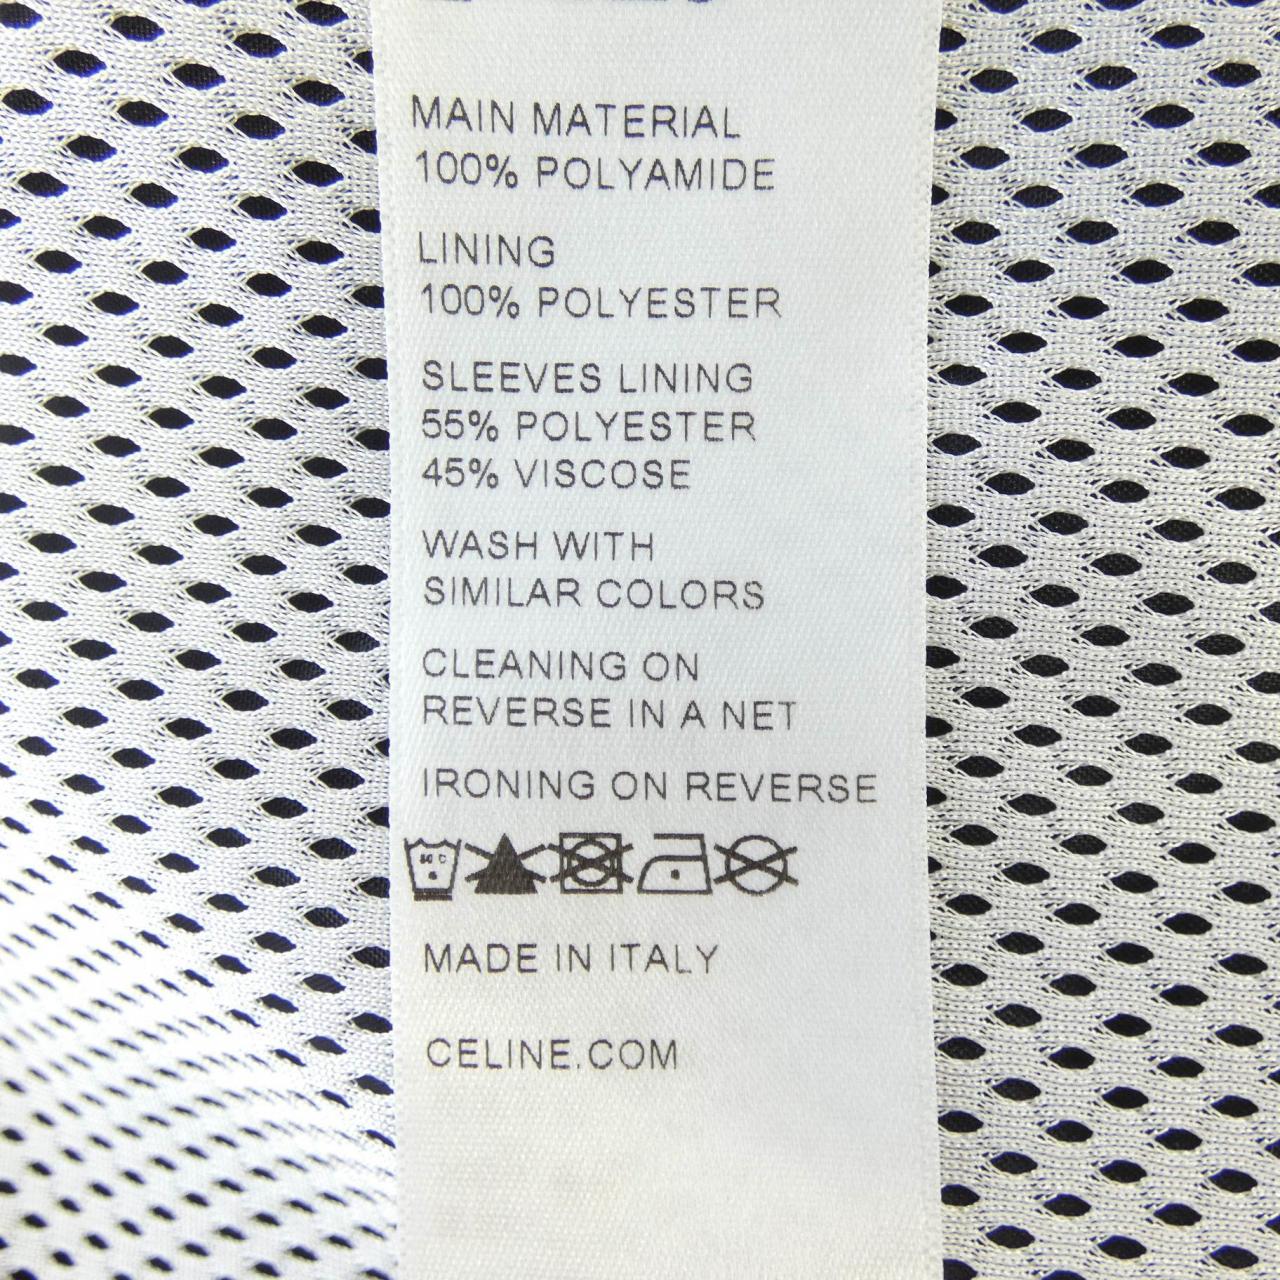 MAIN MATERIAL
100% POLYAMIDE
LINING
100% POLYESTER
SLEEVES LINING
55% POLYESTER
45% VISCOSE
WASH WITH
SIMILAR COLORS
CLEANING ON
REVERSE IN A NET
IRONING ON REVERSE
MADE IN ITALY
CELINE.COM